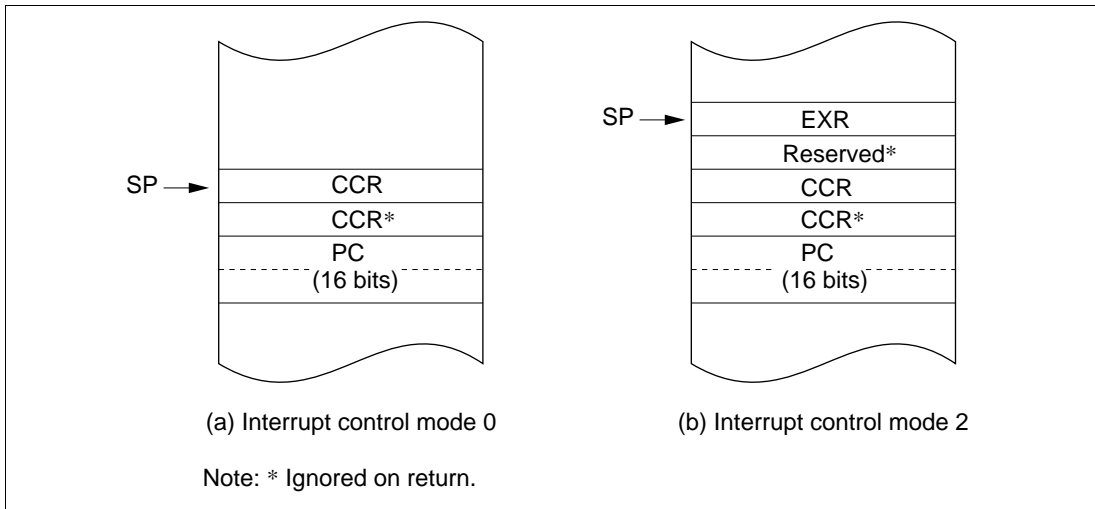 SP
CCR
CCR*
PC
(16 bits)
(a) Interrupt control mode 0
SP
EXR
Reserved*
CCR
CCR*
PC
(16 bits)
(b) Interrupt control mode 2
Note: * Ignored on return.